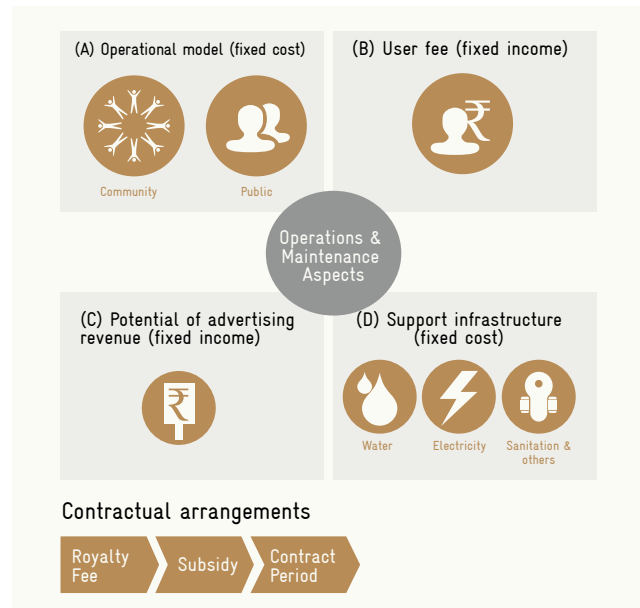 (A) Operational model (fixed cost)
Community
Public
(B) User fee (fixed income)
₹
Operations &
Maintenance
Aspects
(C) Potential of advertising
revenue (fixed income)
₹
(D) Support infrastructure
(fixed cost)
Water
Electricity
Sanitation &
others
Contractual arrangements
Royalty
Fee
Subsidy
Contract
Period